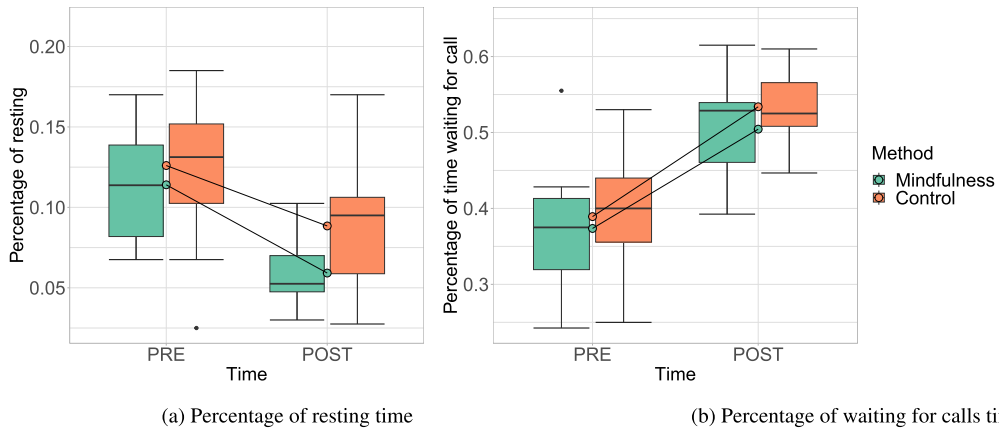 Percentage of resting
0.20
0.15
0.10
0.05
PRE
POST
Time
(a) Percentage of resting time
Percentage of time waiting for call
0.6
0.5
0.4
0.3
PRE
POST
Time
Method
Mindfulness
Control
(b) Percentage of waiting for calls ti